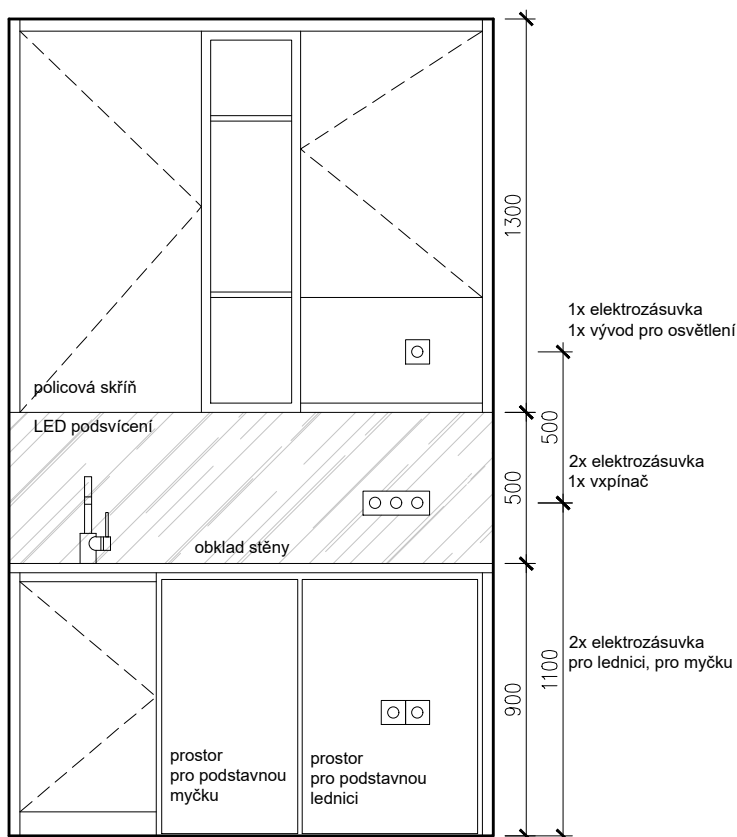 1300
1x elektrozásuvka
1x vývod pro osvětlení
policová skříň
LED podsvícení
500
500
2x elektrozásuvka
1x vxpínač
obklad stěny
2x elektrozásuvka
pro lednici, pro myčku
900
1100
prostor
pro podstavnou
myčku
prostor
pro podstavnou
lednici